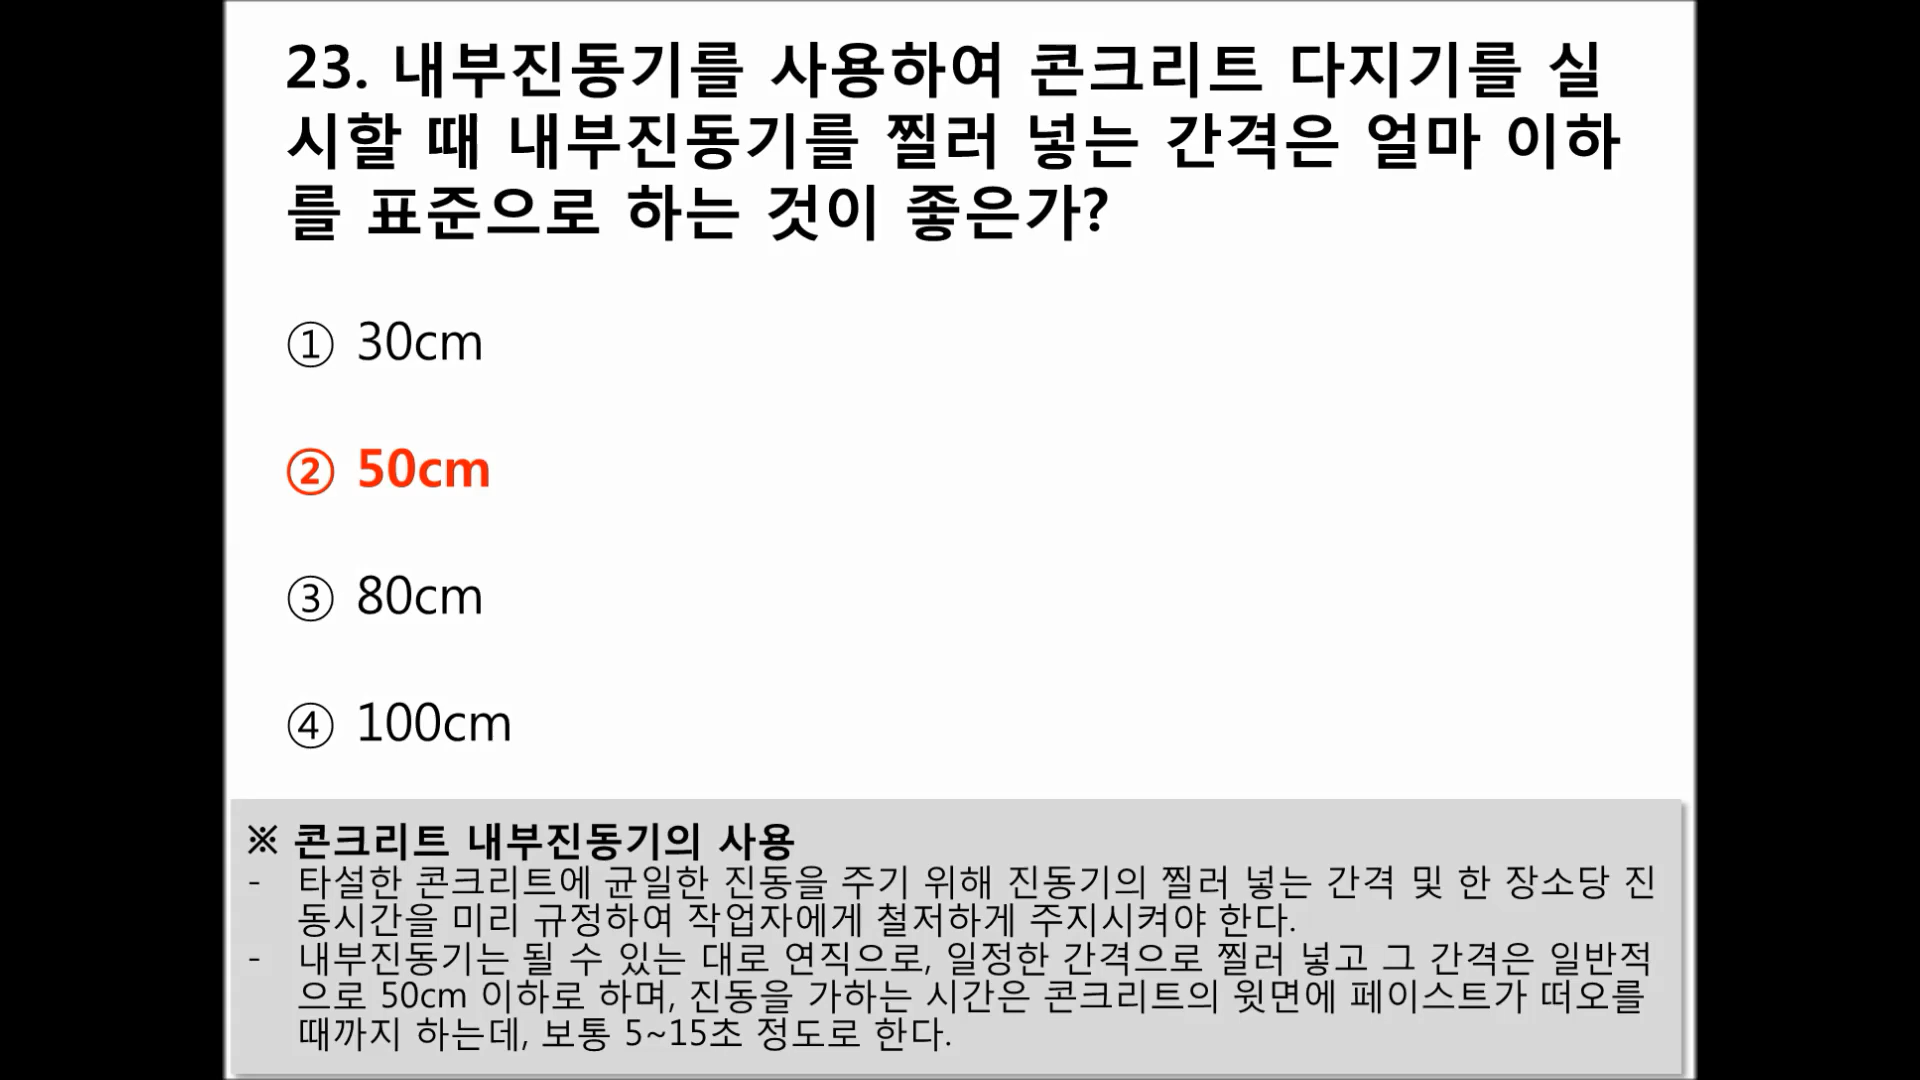 23. 내부진동기를 사용하여 콘크리트 다지기를 실
시할 때 내부진동기를 찔러 넣는 간격은 얼마 이하
를 표준으로 하는 것이 좋은가?
① 30cm
② 50cm
③ 80cm
④ 100cm
※ 콘크리트 내부진동기의 사용
- 타설한 콘크리트에 균일한 진동을 주기 위해 진동기의 찔러 넣는 간격 및 한 장소당 진
동시간을 미리 규정하여 작업자에게 철저하게 주지시켜야 한다.
- 내부진동기는 될 수 있는 대로 연직으로, 일정한 간격으로 찔러 넣고 그 간격은 일반적
으로 50cm 이하로 하며, 진동을 가하는 시간은 콘크리트의 윗면에 페이스트가 떠오를
때까지 하는데, 보통 5~15초 정도로 한다.